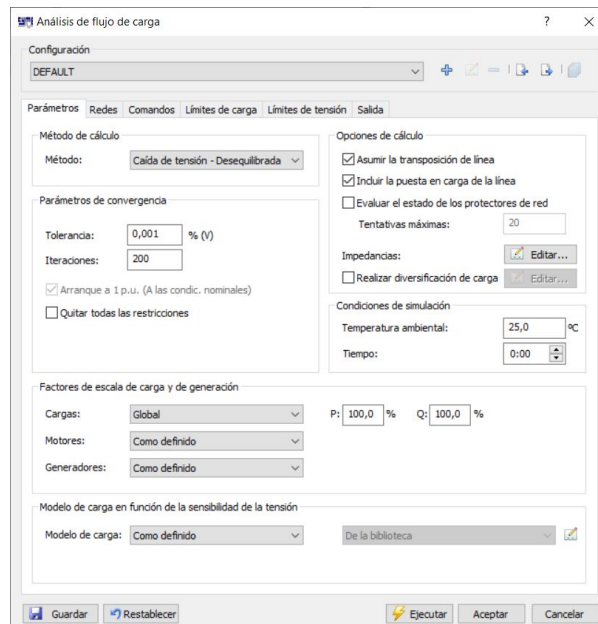 Análisis de flujo de carga
Configuración
DEFAULT
Parámetros Redes Comandos Límites de carga Límites de tensión Salida
Método de cálculo
Método: Caída de tensión - Desequilibrada
Parámetros de convergencia
Tolerancia: 0,001 % (V)
Iteraciones: 200
Arranque a 1 p.u. (A las condic. nominales)
Quitar todas las restricciones
Opciones de cálculo
Asumir la transposición de línea
Incluir la puesta en carga de la línea
Evaluar el estado de los protectores de red
Tentativas máximas: 20
Impedancias: Editar...
Realizar diversificación de carga Editar...
Condiciones de simulación
Temperatura ambiental: 25,0 ºC
Tiempo: 0:00
Factores de escala de carga y de generación
Cargas: Global P: 100,0 % Q: 100,0 %
Motores: Como definido
Generadores: Como definido
Modelo de carga en función de la sensibilidad de la tensión
Modelo de carga: Como definido De la biblioteca
Guardar Restablecer Ejecutar Aceptar Cancelar